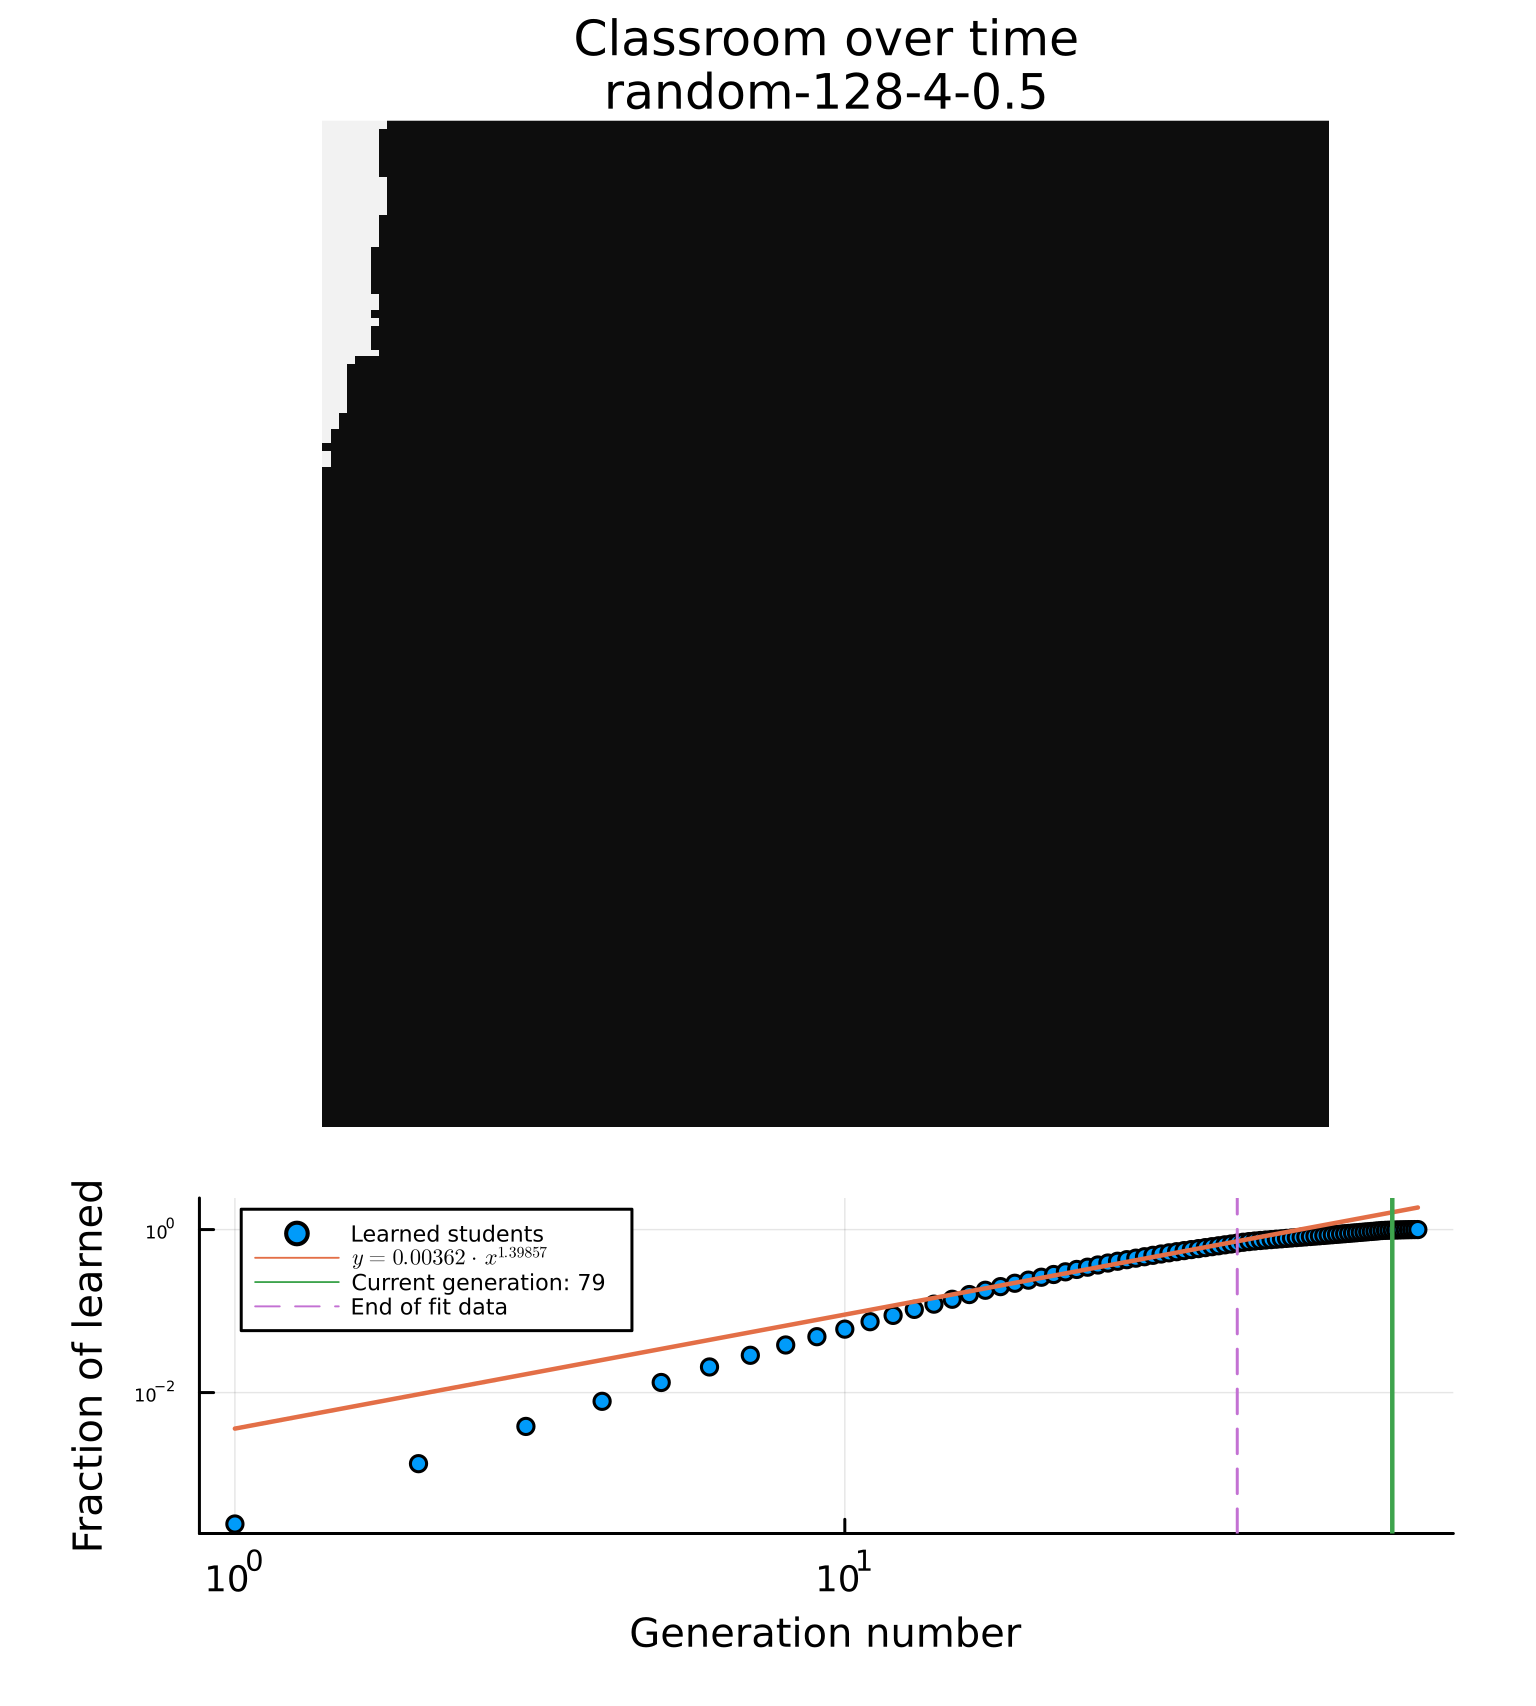 Classroom over time
random-128-4-0.5
Fraction of learned
10^0
10^-2
Learned students
y = 0.00362 · x^1.39857
Current generation: 79
End of fit data
10^0
10^1
Generation number